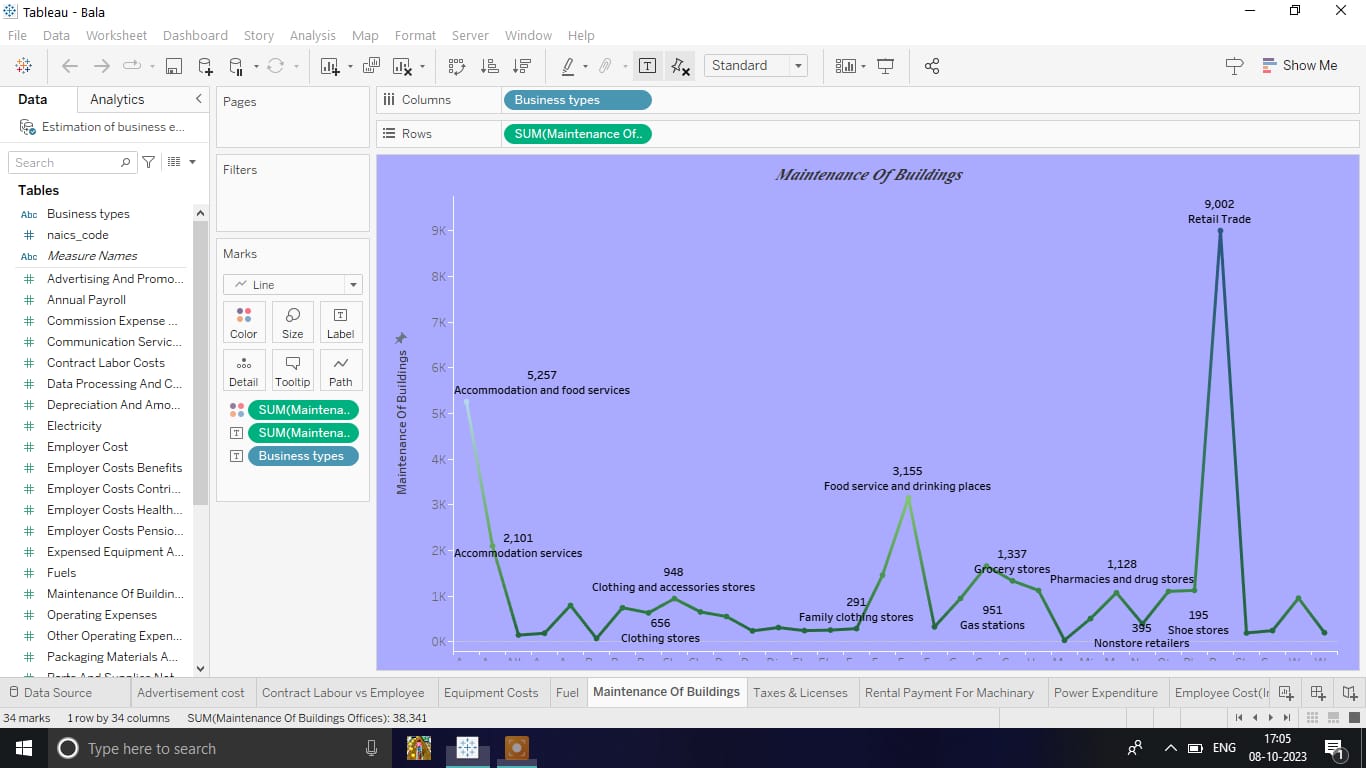 Tableau - Bala
File Data Worksheet Dashboard Story Analysis Map Format Server Window Help
Standard
Show Me
Data Analytics
Estimation of business e...
Search
Tables
Abc Business types
# naics_code
Abc Measure Names
# Advertising And Promo...
# Annual Payroll
# Commission Expense ...
# Communication Servic...
# Contract Labor Costs
# Data Processing And C...
# Depreciation And Amo...
# Electricity
# Employer Cost
# Employer Costs Benefits
# Employer Costs Contri...
# Employer Costs Health...
# Employer Costs Pensio...
# Expensed Equipment A...
# Fuels
# Maintenance Of Buildin...
# Operating Expenses
# Other Operating Expen...
# Packaging Materials A...
Pages
Filters
Marks
Line
Color Size Label
Detail Tooltip Path
SUM(Maintena..
T SUM(Maintena..
T Business types
Columns Business types
Rows SUM(Maintenance Of..
Maintenance Of Buildings
Maintenance Of Buildings
9K
8K
7K
6K
5K
4K
3K
2K
1K
0K
9,002
Retail Trade
5,257
Accommodation and food services
3,155
Food service and drinking places
2,101
Accommodation services
948
Clothing and accessories stores
656
Clothing stores
291
Family clothing stores
1,337
Grocery stores
951
Gas stations
1,128
Pharmacies and drug stores
395
Nonstore retailers
195
Shoe stores
Data Source Advertisement cost Contract Labour vs Employee Equipment Costs Fuel Maintenance Of Buildings Taxes & Licenses Rental Payment For Machinary Power Expenditure Employee Cost(In
34 marks 1 row by 34 columns SUM(Maintenance Of Buildings Offices): 38,341
Type here to search
ENG
17:05
08-10-2023
1